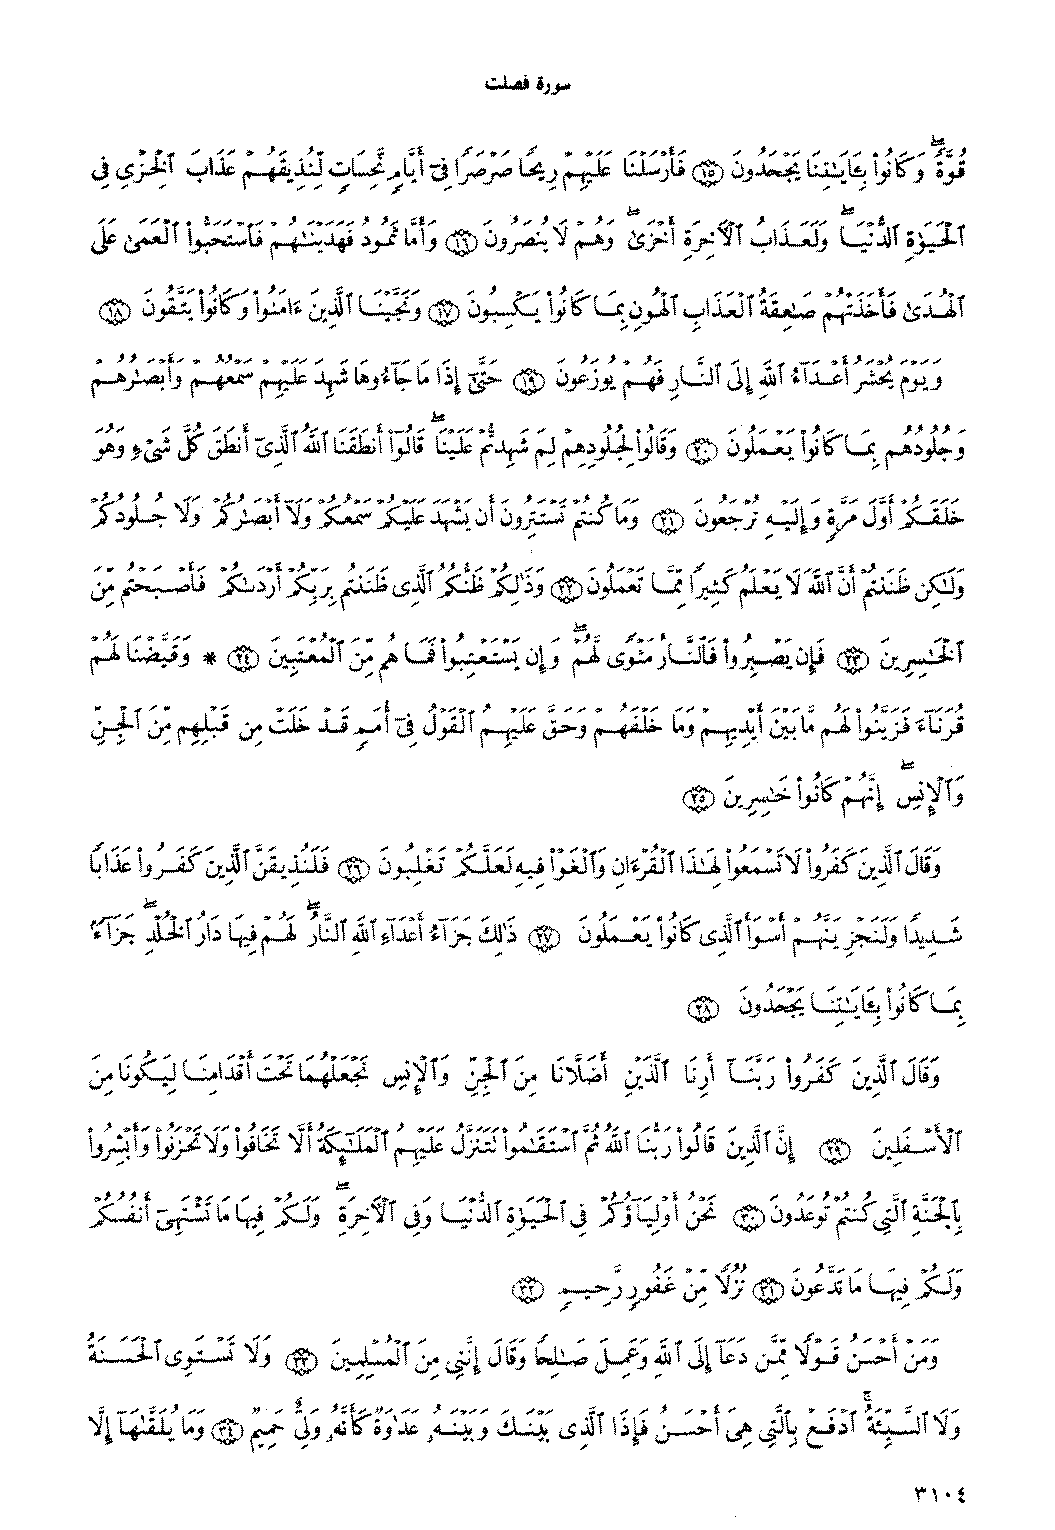 سورة فصلت
قُوَّةً ۖ وَكَانُوا۟ بِـَٔايَـٰتِنَا يَجْحَدُونَ ﴿١٥﴾ فَأَرْسَلْنَا عَلَيْهِمْ رِيحًا صَرْصَرًا فِىٓ أَيَّامٍ نَّحِسَاتٍ لِّنُذِيقَهُمْ عَذَابَ ٱلْخِزْىِ فِى
ٱلْحَيَوٰةِ ٱلدُّنْيَا ۖ وَلَعَذَابُ ٱلْـَٔاخِرَةِ أَخْزَىٰ ۖ وَهُمْ لَا يُنصَرُونَ ﴿١٦﴾ وَأَمَّا ثَمُودُ فَهَدَيْنَـٰهُمْ فَٱسْتَحَبُّوا۟ ٱلْعَمَىٰ عَلَى
ٱلْهُدَىٰ فَأَخَذَتْهُمْ صَـٰعِقَةُ ٱلْعَذَابِ ٱلْهُونِ بِمَا كَانُوا۟ يَكْسِبُونَ ﴿١٧﴾ وَنَجَّيْنَا ٱلَّذِينَ ءَامَنُوا۟ وَكَانُوا۟ يَتَّقُونَ ﴿١٨﴾
وَيَوْمَ يُحْشَرُ أَعْدَآءُ ٱللَّهِ إِلَى ٱلنَّارِ فَهُمْ يُوزَعُونَ ﴿١٩﴾ حَتَّىٰٓ إِذَا مَا جَآءُوهَا شَهِدَ عَلَيْهِمْ سَمْعُهُمْ وَأَبْصَـٰرُهُمْ
وَجُلُودُهُم بِمَا كَانُوا۟ يَعْمَلُونَ ﴿٢٠﴾ وَقَالُوا۟ لِجُلُودِهِمْ لِمَ شَهِدتُّمْ عَلَيْنَا ۖ قَالُوٓا۟ أَنطَقَنَا ٱللَّهُ ٱلَّذِىٓ أَنطَقَ كُلَّ شَىْءٍ وَهُوَ
خَلَقَكُمْ أَوَّلَ مَرَّةٍ وَإِلَيْهِ تُرْجَعُونَ ﴿٢١﴾ وَمَا كُنتُمْ تَسْتَتِرُونَ أَن يَشْهَدَ عَلَيْكُمْ سَمْعُكُمْ وَلَآ أَبْصَـٰرُكُمْ وَلَا جُلُودُكُمْ
وَلَـٰكِن ظَنَنتُمْ أَنَّ ٱللَّهَ لَا يَعْلَمُ كَثِيرًا مِّمَّا تَعْمَلُونَ ﴿٢٢﴾ وَذَٰلِكُمْ ظَنُّكُمُ ٱلَّذِى ظَنَنتُم بِرَبِّكُمْ أَرْدَىٰكُمْ فَأَصْبَحْتُم مِّنَ
ٱلْخَـٰسِرِينَ ﴿٢٣﴾ فَإِن يَصْبِرُوا۟ فَٱلنَّارُ مَثْوًى لَّهُمْ ۖ وَإِن يَسْتَعْتِبُوا۟ فَمَا هُم مِّنَ ٱلْمُعْتَبِينَ ﴿٢٤﴾ * وَقَيَّضْنَا لَهُمْ
قُرَنَآءَ فَزَيَّنُوا۟ لَهُم مَّا بَيْنَ أَيْدِيهِمْ وَمَا خَلْفَهُمْ وَحَقَّ عَلَيْهِمُ ٱلْقَوْلُ فِىٓ أُمَمٍ قَدْ خَلَتْ مِن قَبْلِهِم مِّنَ ٱلْجِنِّ
وَٱلْإِنسِ ۖ إِنَّهُمْ كَانُوا۟ خَـٰسِرِينَ ﴿٢٥﴾
وَقَالَ ٱلَّذِينَ كَفَرُوا۟ لَا تَسْمَعُوا۟ لِهَـٰذَا ٱلْقُرْءَانِ وَٱلْغَوْا۟ فِيهِ لَعَلَّكُمْ تَغْلِبُونَ ﴿٢٦﴾ فَلَنُذِيقَنَّ ٱلَّذِينَ كَفَرُوا۟ عَذَابًا
شَدِيدًا وَلَنَجْزِيَنَّهُمْ أَسْوَأَ ٱلَّذِى كَانُوا۟ يَعْمَلُونَ ﴿٢٧﴾ ذَٰلِكَ جَزَآءُ أَعْدَآءِ ٱللَّهِ ٱلنَّارُ ۖ لَهُمْ فِيهَا دَارُ ٱلْخُلْدِ ۖ جَزَآءًۢ
بِمَا كَانُوا۟ بِـَٔايَـٰتِنَا يَجْحَدُونَ ﴿٢٨﴾
وَقَالَ ٱلَّذِينَ كَفَرُوا۟ رَبَّنَآ أَرِنَا ٱلَّذَيْنِ أَضَلَّانَا مِنَ ٱلْجِنِّ وَٱلْإِنسِ نَجْعَلْهُمَا تَحْتَ أَقْدَامِنَا لِيَكُونَا مِنَ
ٱلْأَسْفَلِينَ ﴿٢٩﴾ إِنَّ ٱلَّذِينَ قَالُوا۟ رَبُّنَا ٱللَّهُ ثُمَّ ٱسْتَقَـٰمُوا۟ تَتَنَزَّلُ عَلَيْهِمُ ٱلْمَلَـٰٓئِكَةُ أَلَّا تَخَافُوا۟ وَلَا تَحْزَنُوا۟ وَأَبْشِرُوا۟
بِٱلْجَنَّةِ ٱلَّتِى كُنتُمْ تُوعَدُونَ ﴿٣٠﴾ نَحْنُ أَوْلِيَآؤُكُمْ فِى ٱلْحَيَوٰةِ ٱلدُّنْيَا وَفِى ٱلْـَٔاخِرَةِ ۖ وَلَكُمْ فِيهَا مَا تَشْتَهِىٓ أَنفُسُكُمْ
وَلَكُمْ فِيهَا مَا تَدَّعُونَ ﴿٣١﴾ نُزُلًا مِّنْ غَفُورٍ رَّحِيمٍ ﴿٣٢﴾
وَمَنْ أَحْسَنُ قَوْلًا مِّمَّن دَعَآ إِلَى ٱللَّهِ وَعَمِلَ صَـٰلِحًا وَقَالَ إِنَّنِى مِنَ ٱلْمُسْلِمِينَ ﴿٣٣﴾ وَلَا تَسْتَوِى ٱلْحَسَنَةُ
وَلَا ٱلسَّيِّئَةُ ۚ ٱدْفَعْ بِٱلَّتِى هِىَ أَحْسَنُ فَإِذَا ٱلَّذِى بَيْنَكَ وَبَيْنَهُۥ عَدَٰوَةٌ كَأَنَّهُۥ وَلِىٌّ حَمِيمٌ ﴿٣٤﴾ وَمَا يُلَقَّىٰهَآ إِلَّا
٣١٠٤